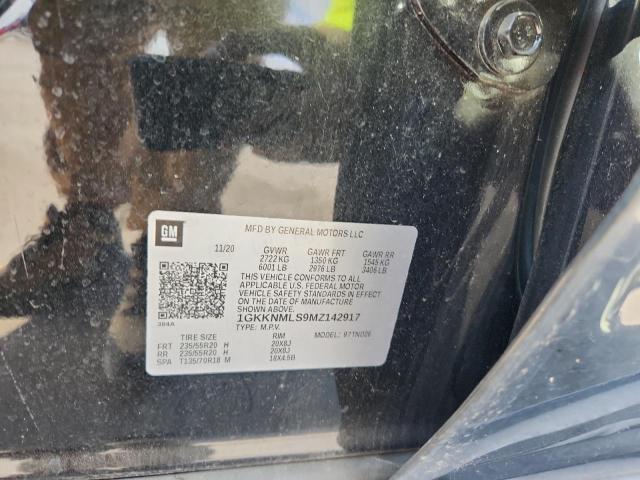 GM
MFD BY GENERAL MOTORS LLC
11/20 GVWR GAWR FRT GAWR RR
2722 KG 1350 KG 1545 KG
6001 LB 2976 LB 3406 LB
THIS VEHICLE CONFORMS TO ALL
APPLICABLE U.S. FEDERAL MOTOR
VEHICLE SAFETY STANDARDS IN EFFECT
ON THE DATE OF MANUFACTURE
SHOWN ABOVE.
384A 1GKKNMLS9MZ142917
TYPE: M.P.V. MODEL:
TIRE SIZE RIM
FRT 235/55R20 H 20X8J
RR 235/55R20 H 20X8J
SPA T135/70R18 M 18X4.5B